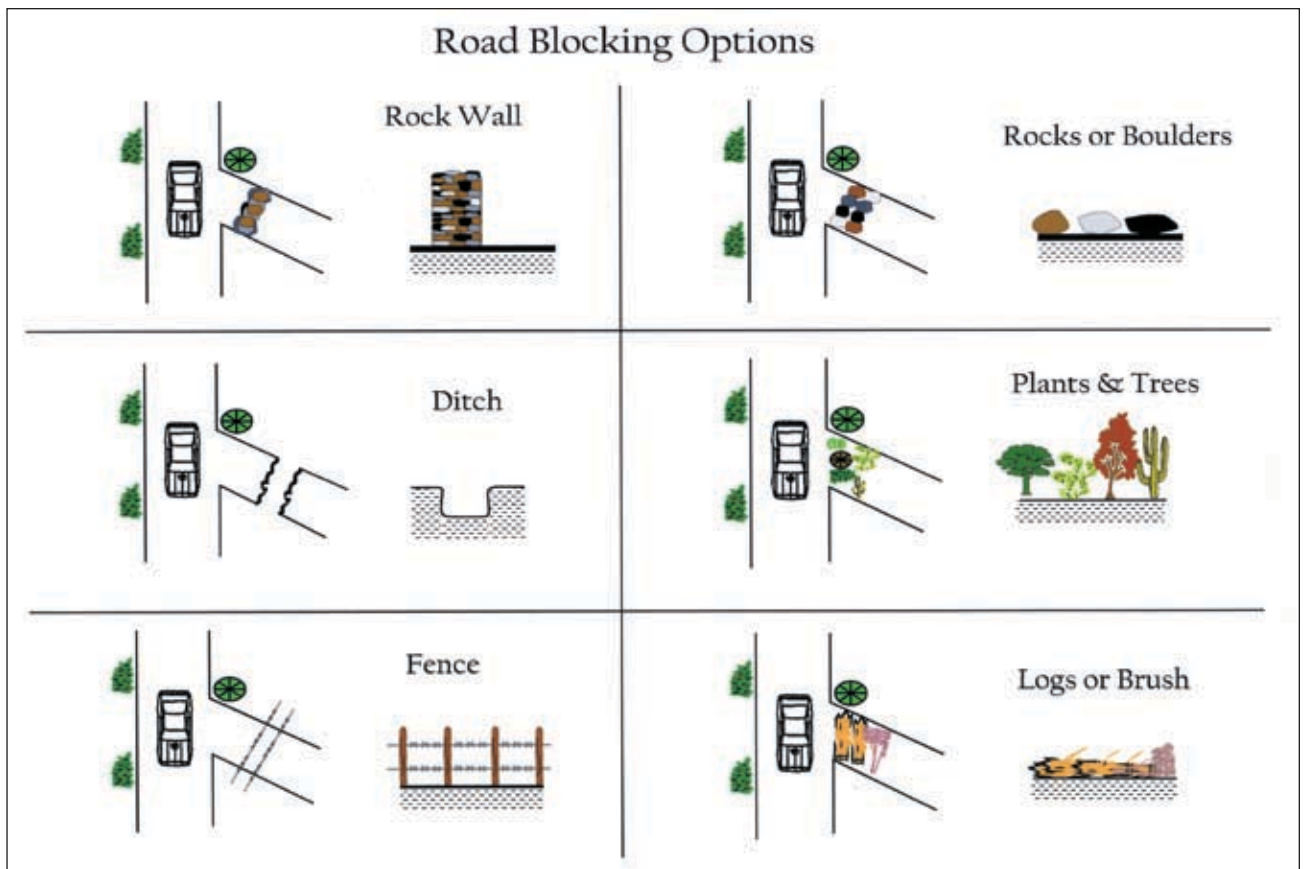 Road Blocking Options
Rock Wall
Rocks or Boulders
Ditch
Plants & Trees
Fence
Logs or Brush